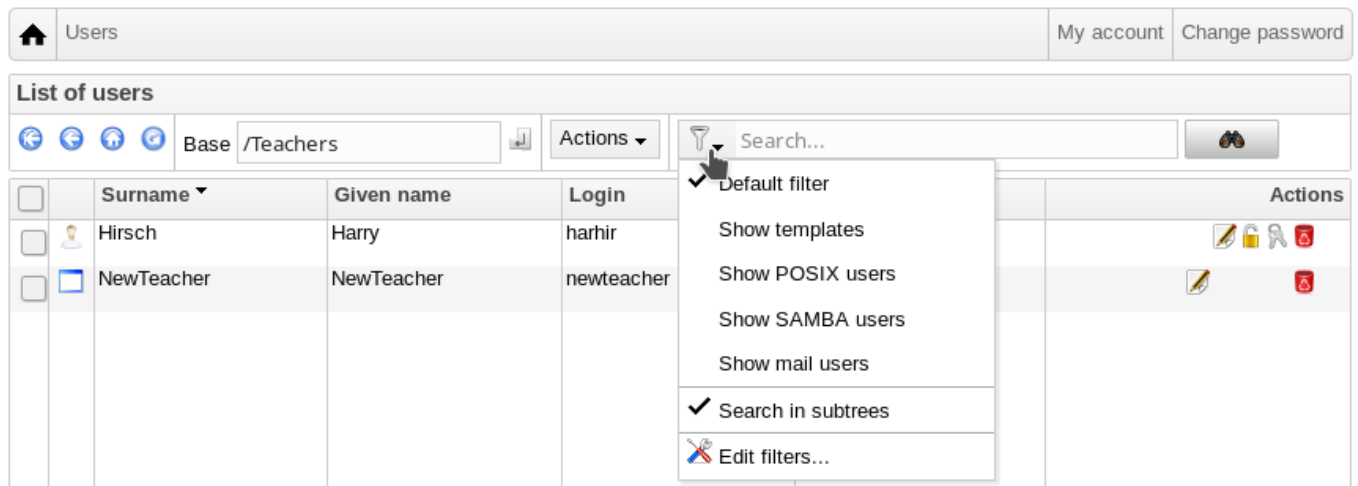 Users My account Change password
List of users
Base /Teachers Actions Search...
Surname Given name Login Actions
Hirsch Harry harhir
NewTeacher NewTeacher newteacher
Default filter
Show templates
Show POSIX users
Show SAMBA users
Show mail users
Search in subtrees
Edit filters...